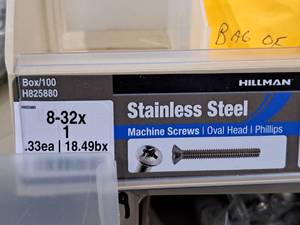 BAG OF
Box/100
H825880
HILLMAN
8-32x
1
.33ea | 18.49bx
Stainless Steel
Machine Screws | Oval Head | Phillips